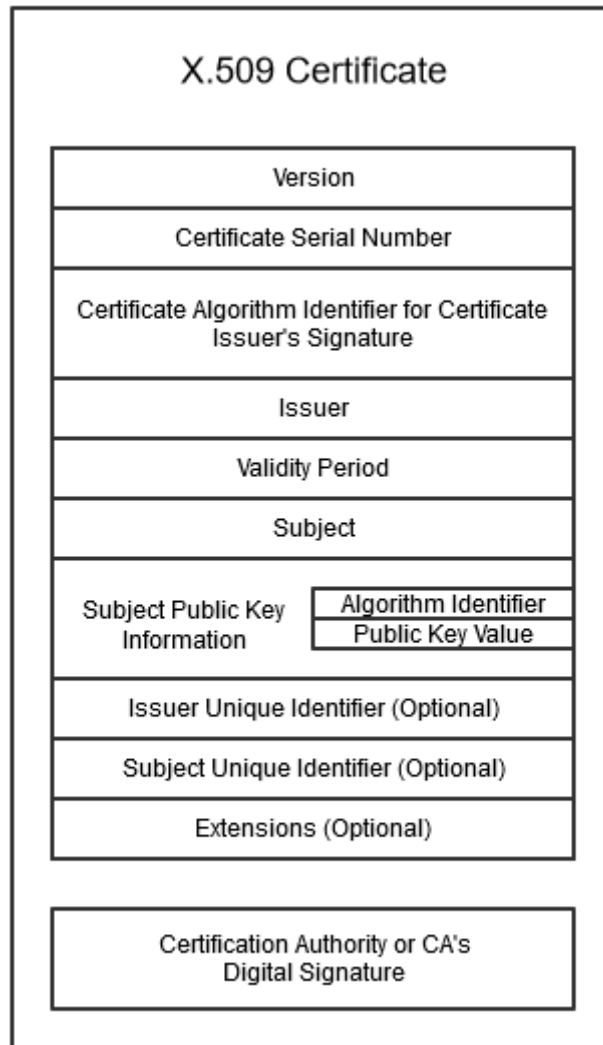 X.509 Certificate
Version
Certificate Serial Number
Certificate Algorithm Identifier for Certificate
Issuer's Signature
Issuer
Validity Period
Subject
Subject Public Key
Information
Algorithm Identifier
Public Key Value
Issuer Unique Identifier (Optional)
Subject Unique Identifier (Optional)
Extensions (Optional)
Certification Authority or CA's
Digital Signature